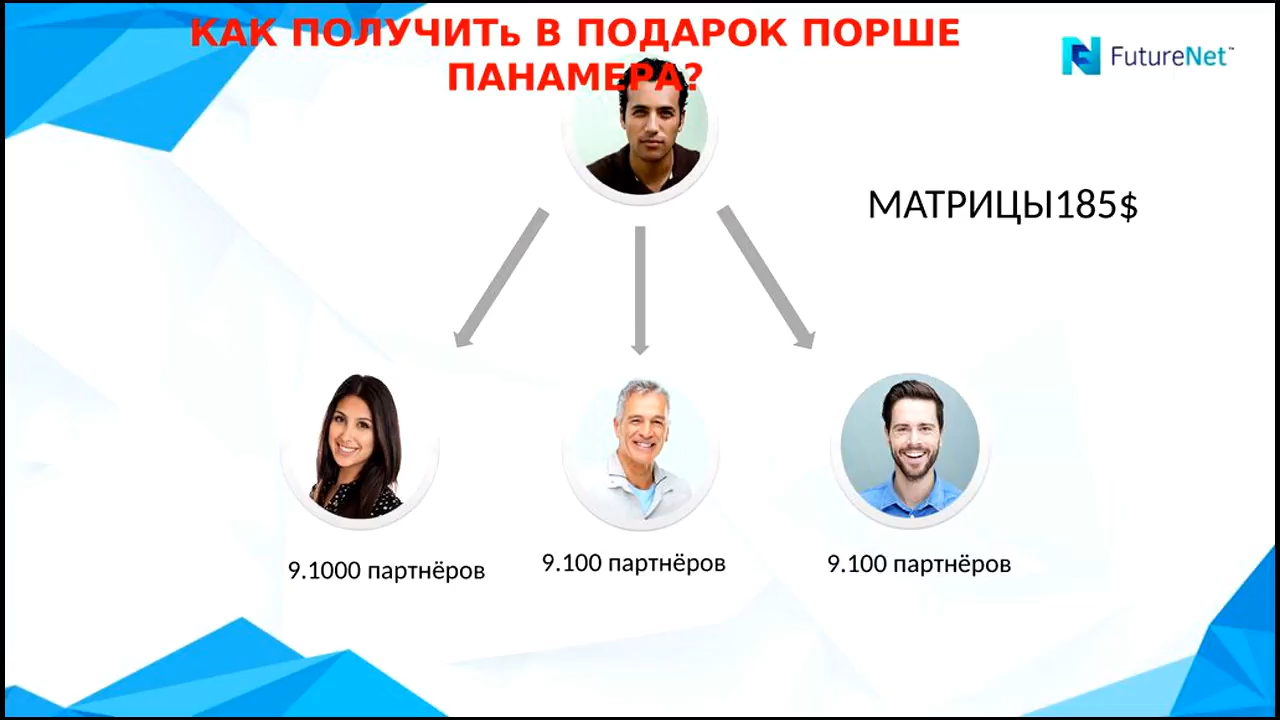 КАК ПОЛУЧИТь В ПОДАРОК ПОРШЕ
ПАНАМЕРА?
FutureNet™
МАТРИЦЫ185$
9.1000 партнёров
9.100 партнёров
9.100 партнёров